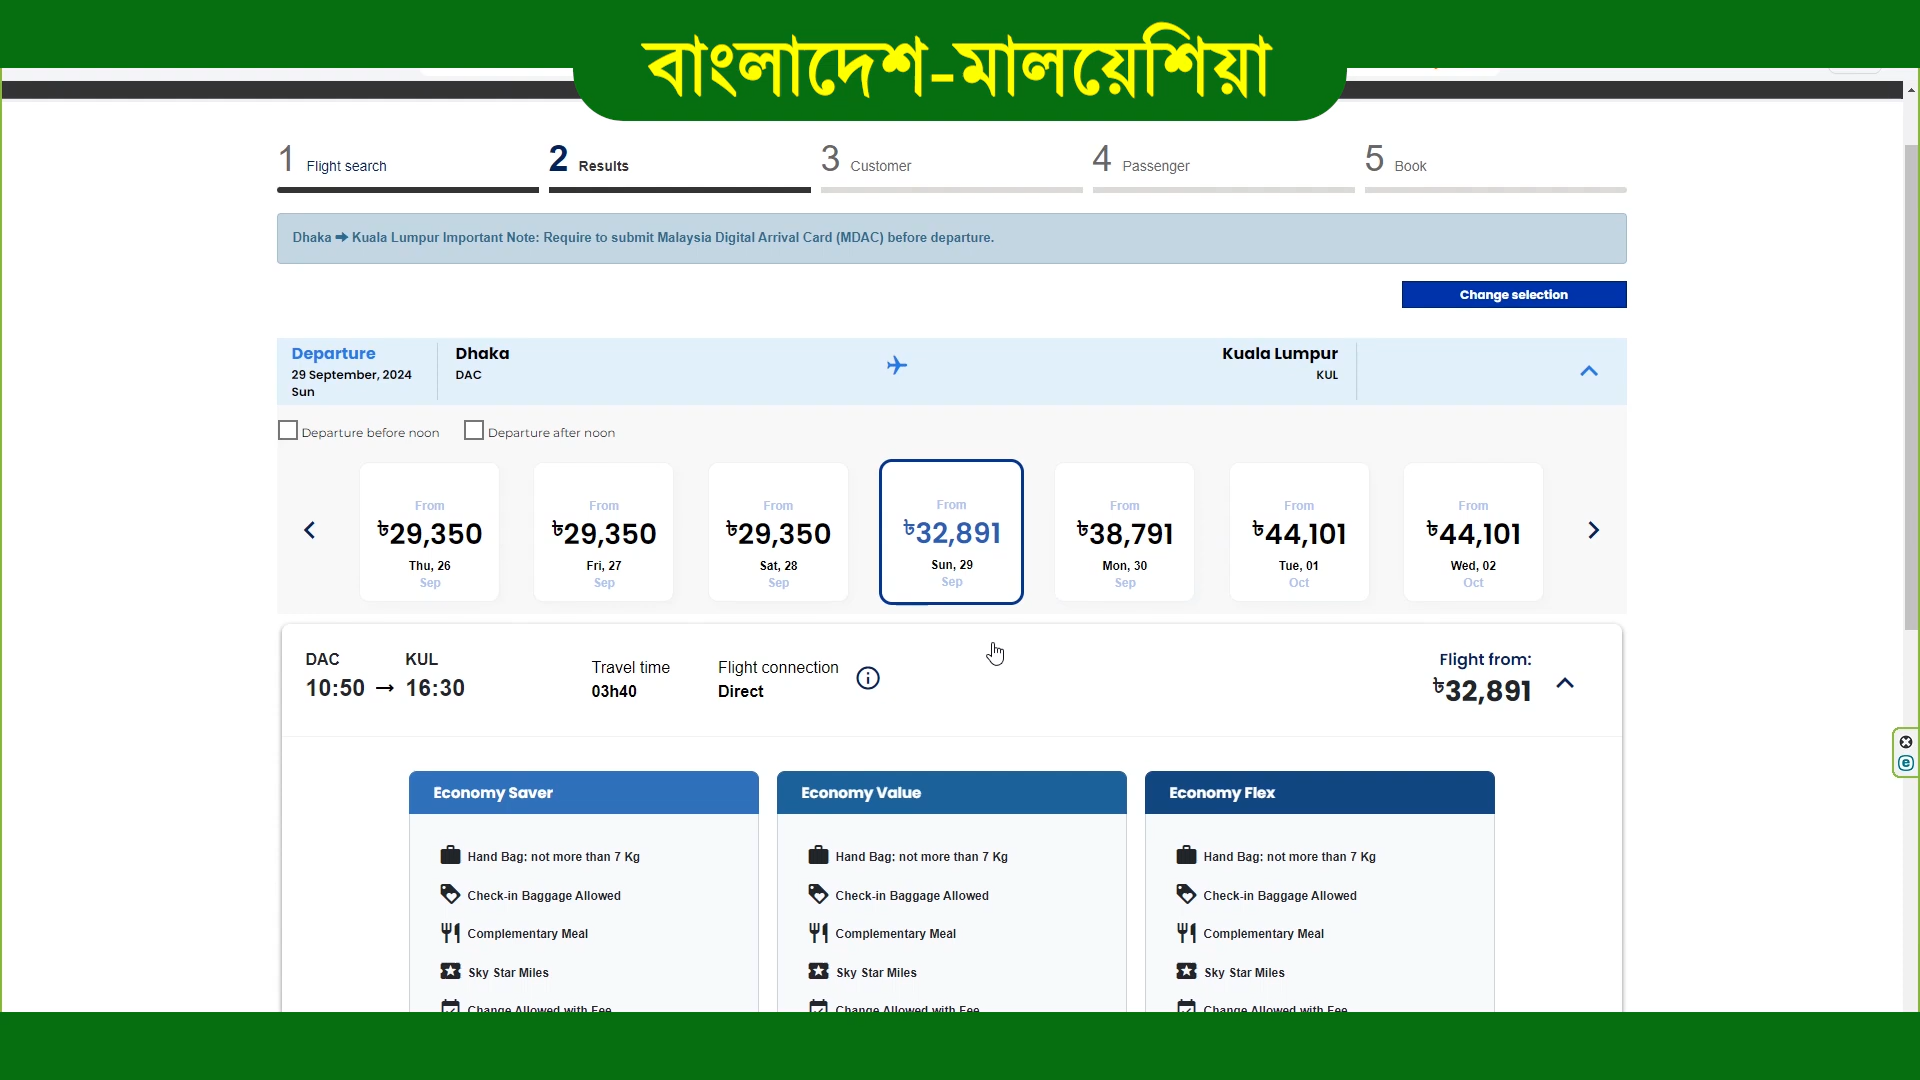 বাংলাদেশ-মালয়েশিয়া
1 Flight search
2 Results
3 Customer
4 Passenger
5 Book
Dhaka ➡ Kuala Lumpur Important Note: Require to submit Malaysia Digital Arrival Card (MDAC) before departure.
Change selection
Departure
29 September, 2024
Sun
Dhaka
DAC
Kuala Lumpur
KUL
Departure before noon
Departure after noon
From
৳29,350
Thu, 26
Sep
From
৳29,350
Fri, 27
Sep
From
৳29,350
Sat, 28
Sep
From
৳32,891
Sun, 29
Sep
From
৳38,791
Mon, 30
Sep
From
৳44,101
Tue, 01
Oct
From
৳44,101
Wed, 02
Oct
DAC KUL
10:50 → 16:30
Travel time
03h40
Flight connection
Direct
Flight from:
৳32,891
Economy Saver
Hand Bag: not more than 7 Kg
Check-in Baggage Allowed
Complementary Meal
Sky Star Miles
Change Allowed with Fee
Economy Value
Hand Bag: not more than 7 Kg
Check-in Baggage Allowed
Complementary Meal
Sky Star Miles
Change Allowed with Fee
Economy Flex
Hand Bag: not more than 7 Kg
Check-in Baggage Allowed
Complementary Meal
Sky Star Miles
Change Allowed with Fee